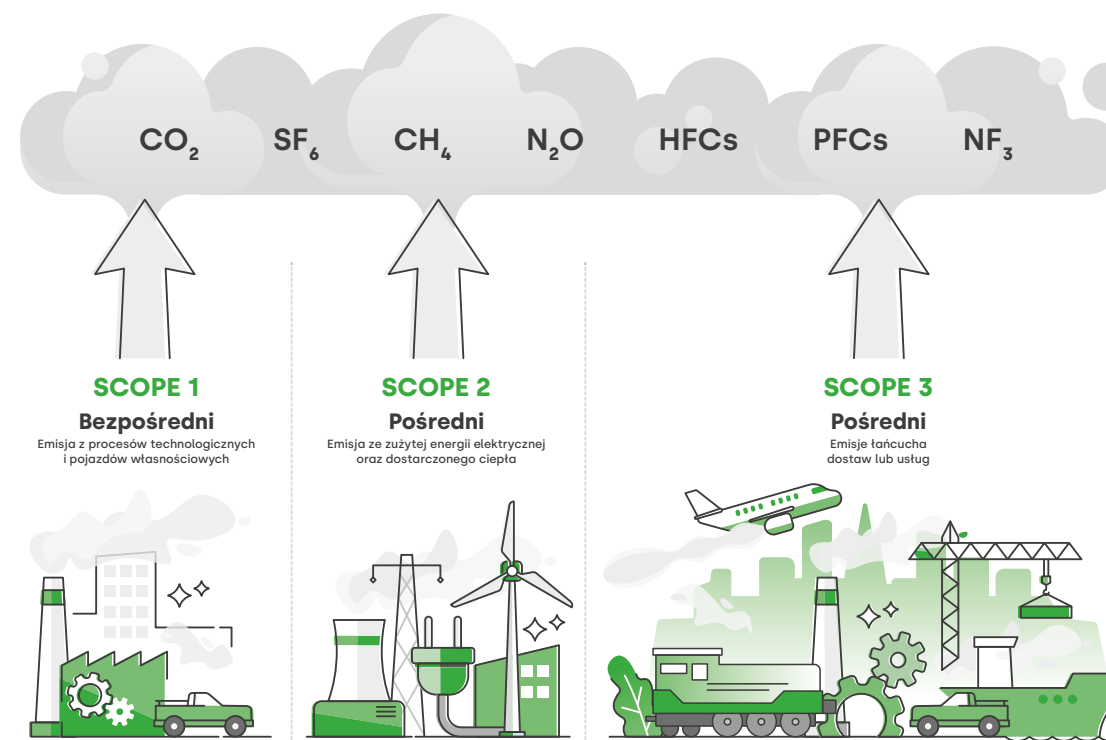 CO₂ SF₆ CH₄ N₂O HFCs PFCs NF₃
SCOPE 1
Bezpośredni
Emisja z procesów technologicznych
i pojazdów własnościowych
SCOPE 2
Pośredni
Emisja ze zużytej energii elektrycznej
oraz dostarczonego ciepła
SCOPE 3
Pośredni
Emisje łańcucha
dostaw lub usług